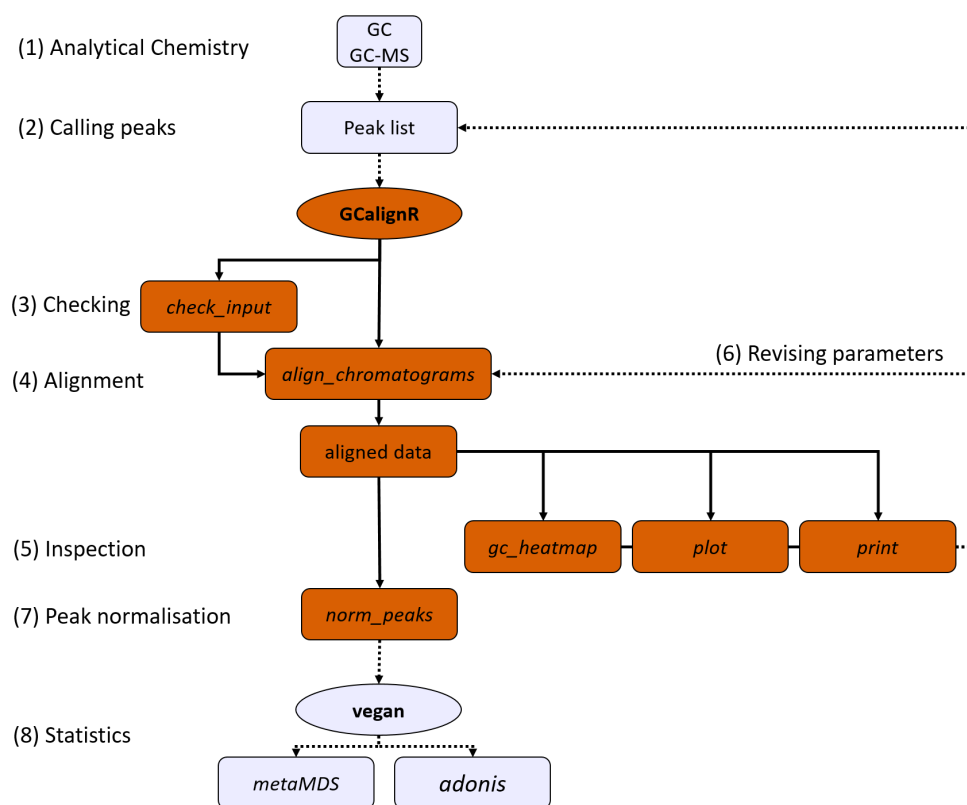 (1) Analytical Chemistry
GC
GC-MS
(2) Calling peaks
Peak list
GCalignR
(3) Checking
check_input
(6) Revising parameters
(4) Alignment
align_chromatograms
aligned data
(5) Inspection
gc_heatmap
plot
print
(7) Peak normalisation
norm_peaks
vegan
(8) Statistics
metaMDS
adonis